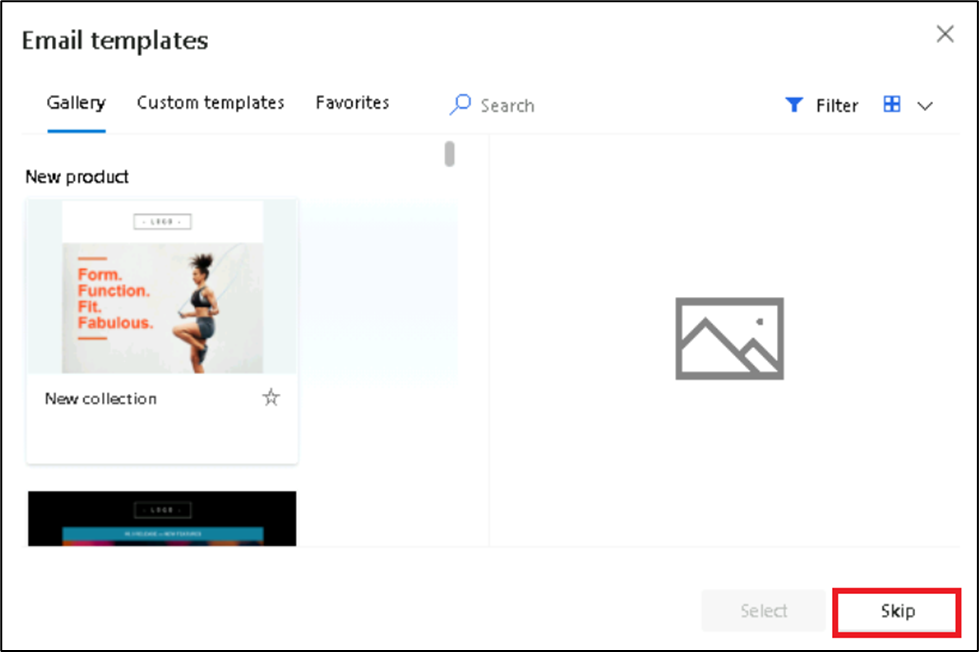 Email templates
Gallery Custom templates Favorites Search Filter
New product
- LOGO -
Form.
Function.
Fit.
Fabulous.
New collection
- LOGO -
Select Skip